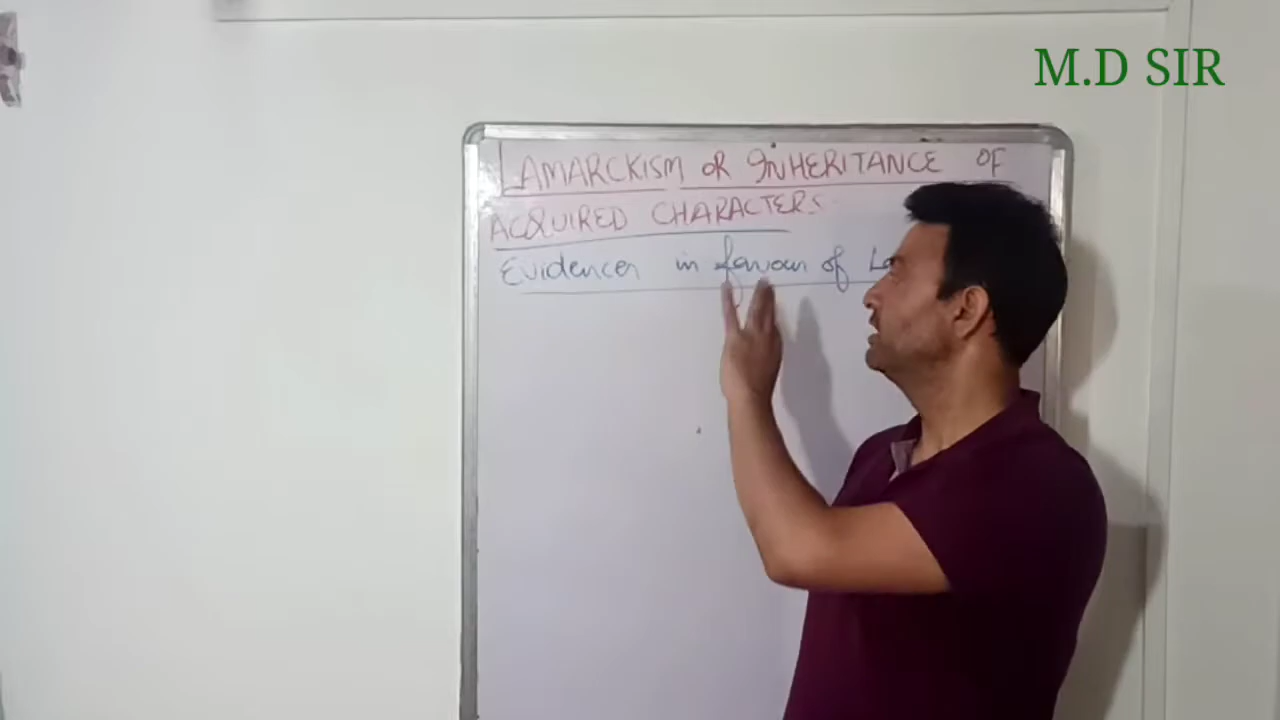 M.D SIR
LAMARCKISM OR INHERITANCE OF
ACQUIRED CHARACTERS
Evidences in favour of